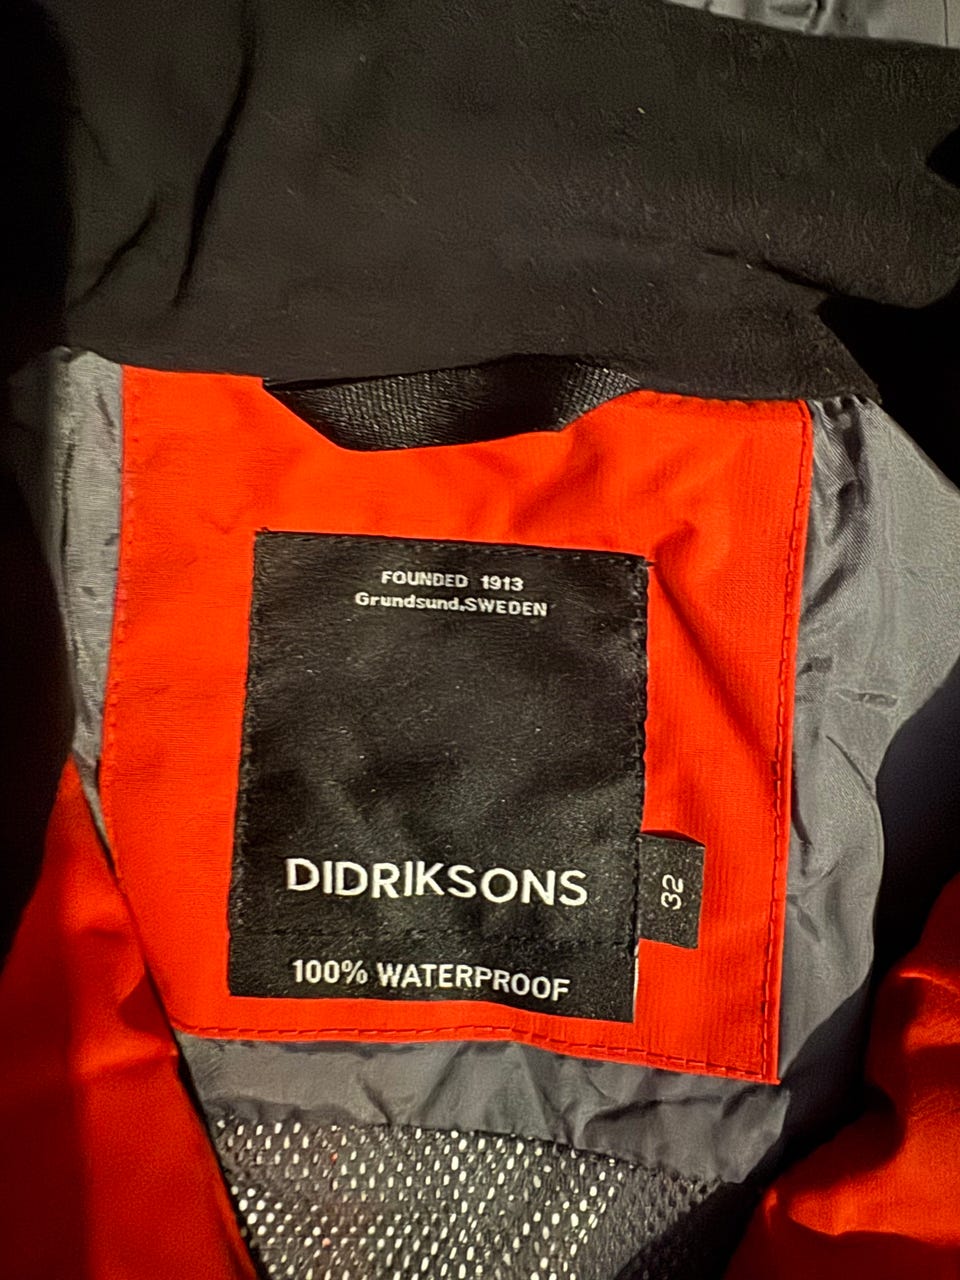 FOUNDED 1913
Grundsund.SWEDEN
DIDRIKSONS
32
100% WATERPROOF